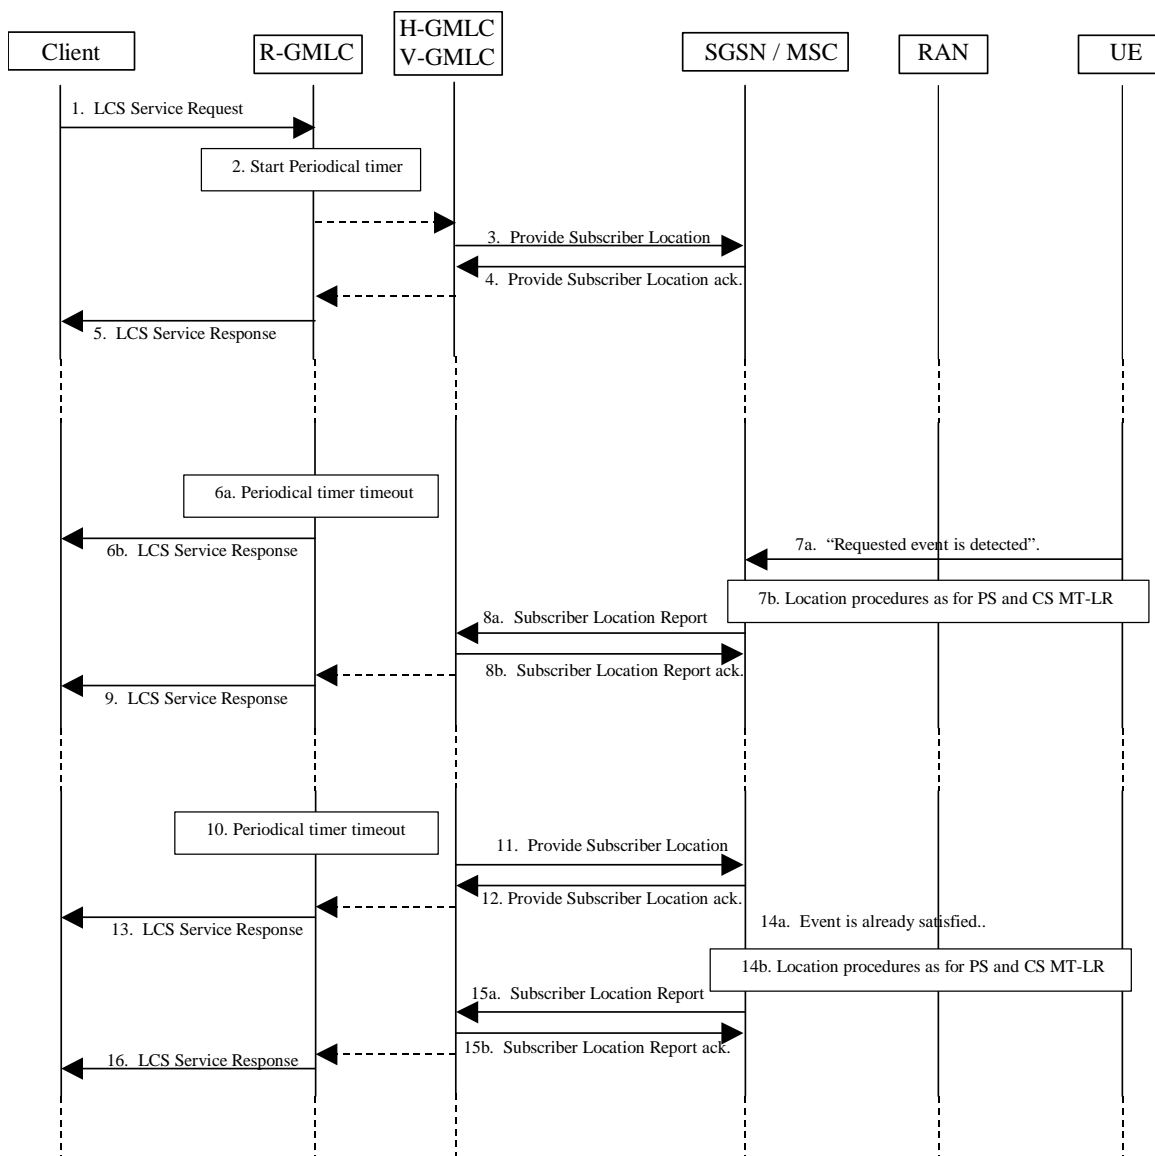 Client
R-GMLC
H-GMLC
V-GMLC
SGSN / MSC
RAN
UE
1. LCS Service Request
2. Start Periodical timer
3. Provide Subscriber Location
4. Provide Subscriber Location ack.
5. LCS Service Response
6a. Periodical timer timeout
6b. LCS Service Response
7a. “Requested event is detected”.
7b. Location procedures as for PS and CS MT-LR
8a. Subscriber Location Report
8b. Subscriber Location Report ack.
9. LCS Service Response
10. Periodical timer timeout
11. Provide Subscriber Location
12. Provide Subscriber Location ack.
13. LCS Service Response
14a. Event is already satisfied..
14b. Location procedures as for PS and CS MT-LR
15a. Subscriber Location Report
15b. Subscriber Location Report ack.
16. LCS Service Response